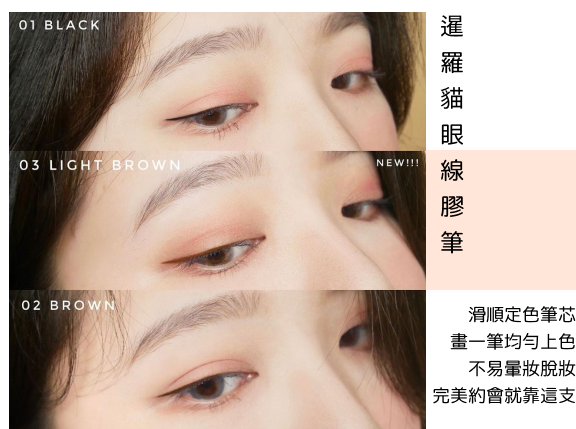 01 BLACK
03 LIGHT BROWN
NEW!!!
02 BROWN
暹羅貓眼線膠筆
滑順定色筆芯
畫一筆均勻上色
不易暈妝脫妝
完美約會就靠這支